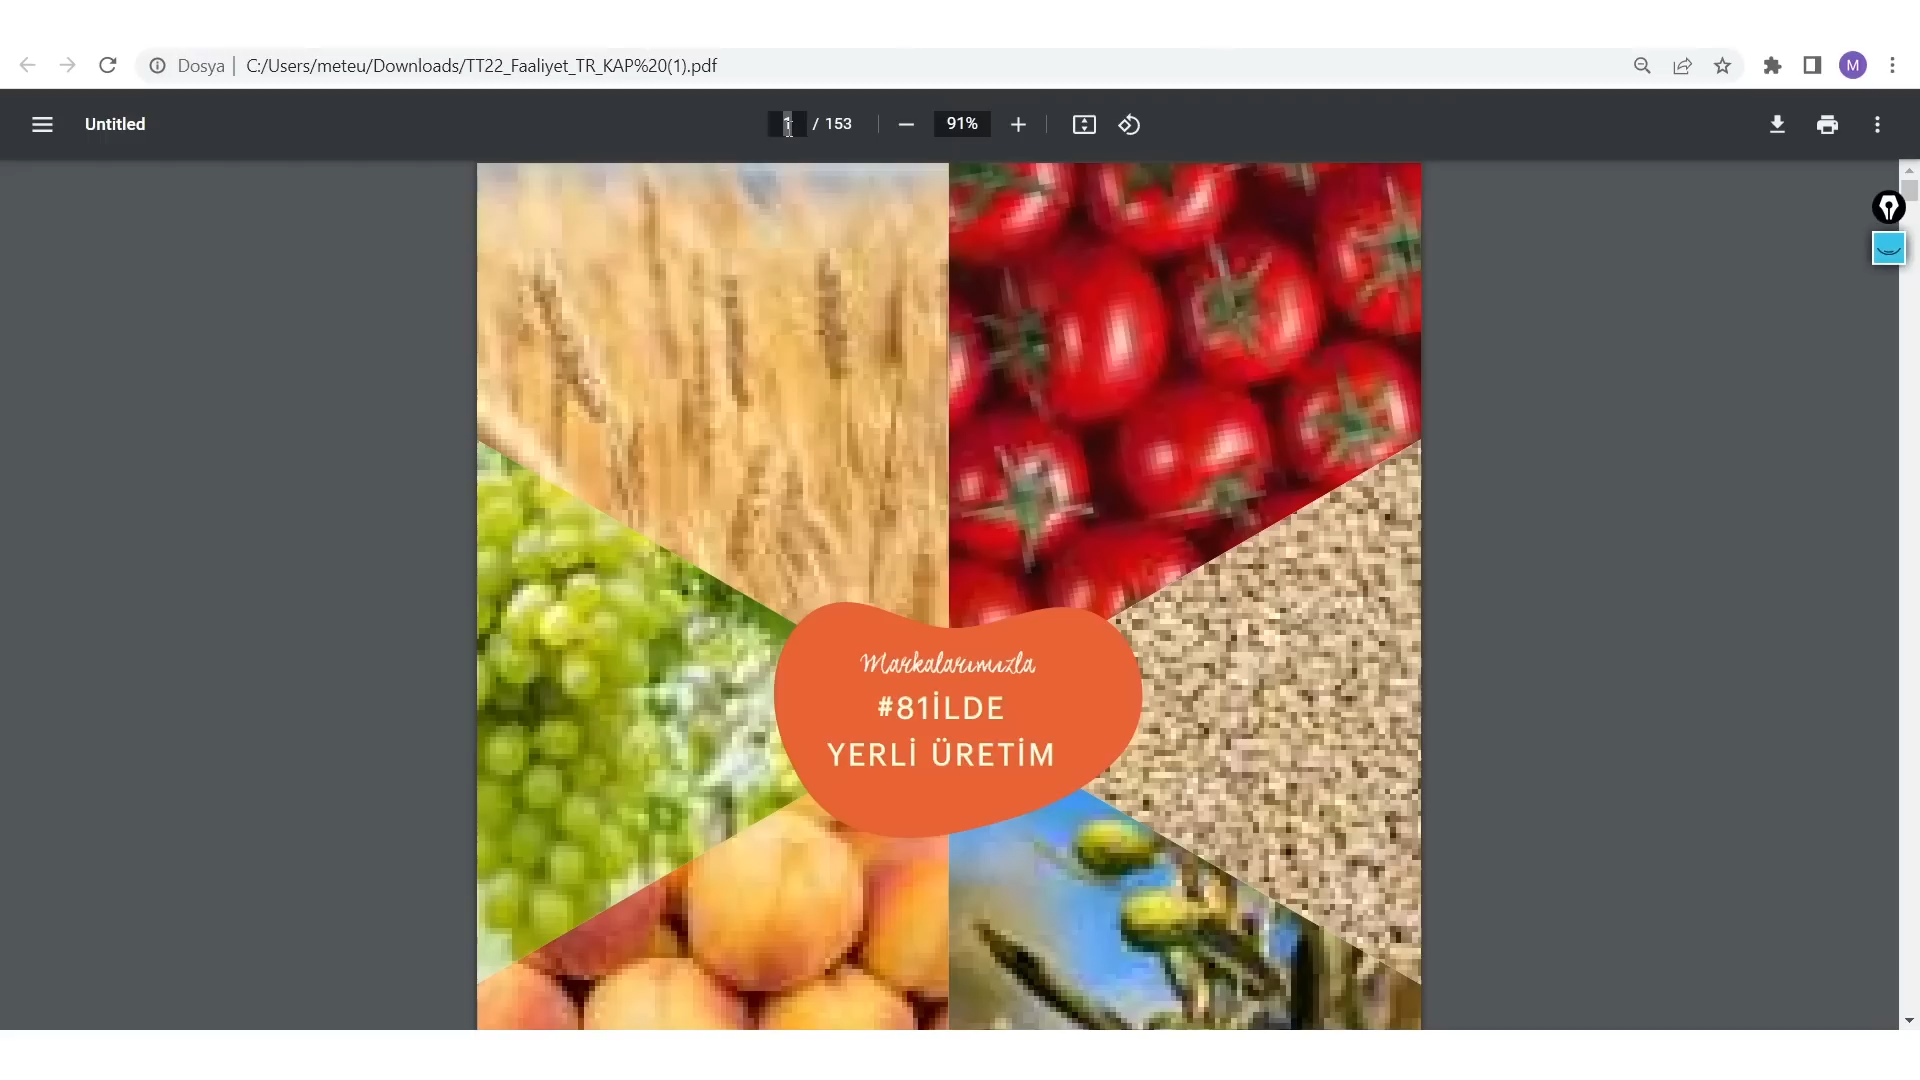 Dosya | C:/Users/meteu/Downloads/TT22_Faaliyet_TR_KAP%20(1).pdf
M
Untitled
1 / 153
91%
Markalarımızla
#81İLDE
YERLİ ÜRETİM